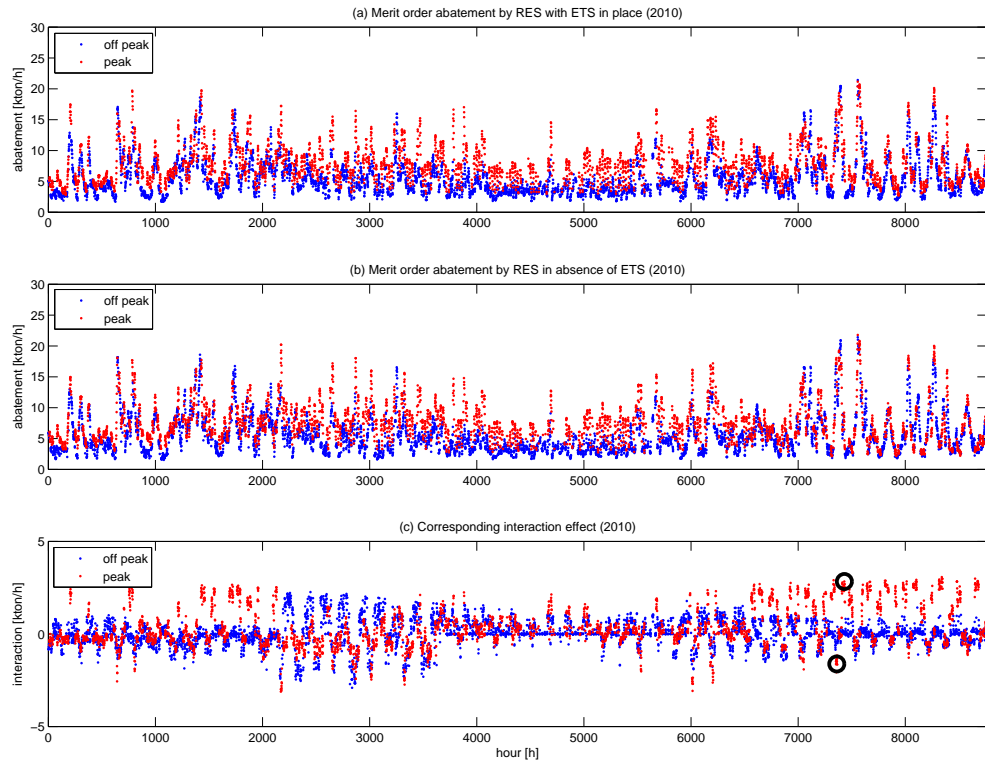 (a) Merit order abatement by RES with ETS in place (2010)
30
25
20
15
10
5
0
abatement [kton/h]
off peak
peak
0 1000 2000 3000 4000 5000 6000 7000 8000
(b) Merit order abatement by RES in absence of ETS (2010)
30
25
20
15
10
5
0
abatement [kton/h]
off peak
peak
0 1000 2000 3000 4000 5000 6000 7000 8000
(c) Corresponding interaction effect (2010)
5
0
−5
interaction [kton/h]
off peak
peak
0 1000 2000 3000 4000 5000 6000 7000 8000
hour [h]